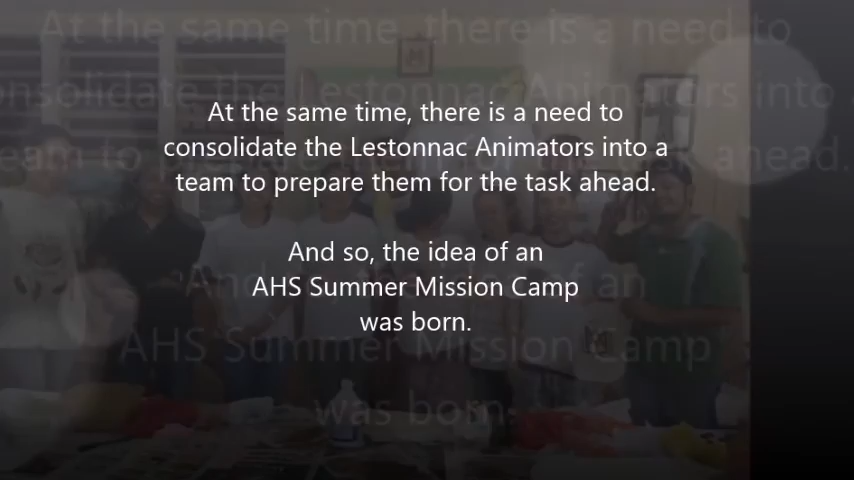 At the same time, there is a need to
consolidate the Lestonnac Animators into a
team to prepare them for the task ahead.
And so, the idea of an
AHS Summer Mission Camp
was born.